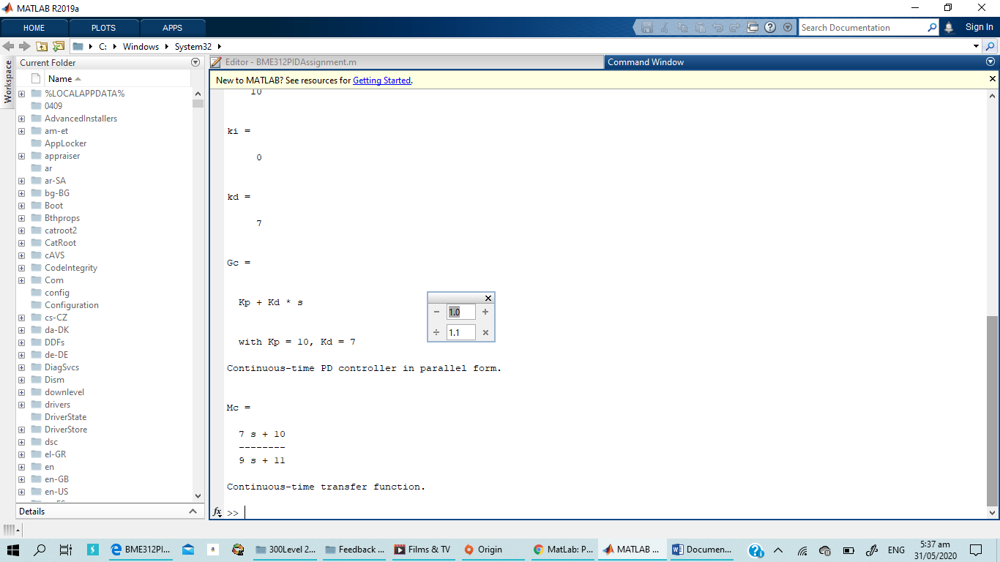 MATLAB R2019a
HOME PLOTS APPS Search Documentation Sign In
C: Windows System32
Workspace
Current Folder
Name
%LOCALAPPDATA%
0409
AdvancedInstallers
am-et
AppLocker
appraiser
ar
ar-SA
bg-BG
Boot
Bthprops
catroot2
CatRoot
cAVS
CodeIntegrity
Com
config
Configuration
cs-CZ
da-DK
DDFs
de-DE
DiagSvcs
Dism
downlevel
drivers
DriverState
DriverStore
dsc
el-GR
en
en-GB
en-US
Details
Editor - BME312PIDAssignment.m
Command Window
New to MATLAB? See resources for Getting Started.
10
ki =
0
kd =
7
Gc =
Kp + Kd * s
with Kp = 10, Kd = 7
Continuous-time PD controller in parallel form.
Mc =
7 s + 10
--------
9 s + 11
Continuous-time transfer function.
fx >>
− 1.0 +
÷ 1.1 ×
BME312PI... a 300Level 2... Feedback ... Films & TV Origin MatLab: P... MATLAB ... Documen... ENG
5:37 am
31/05/2020